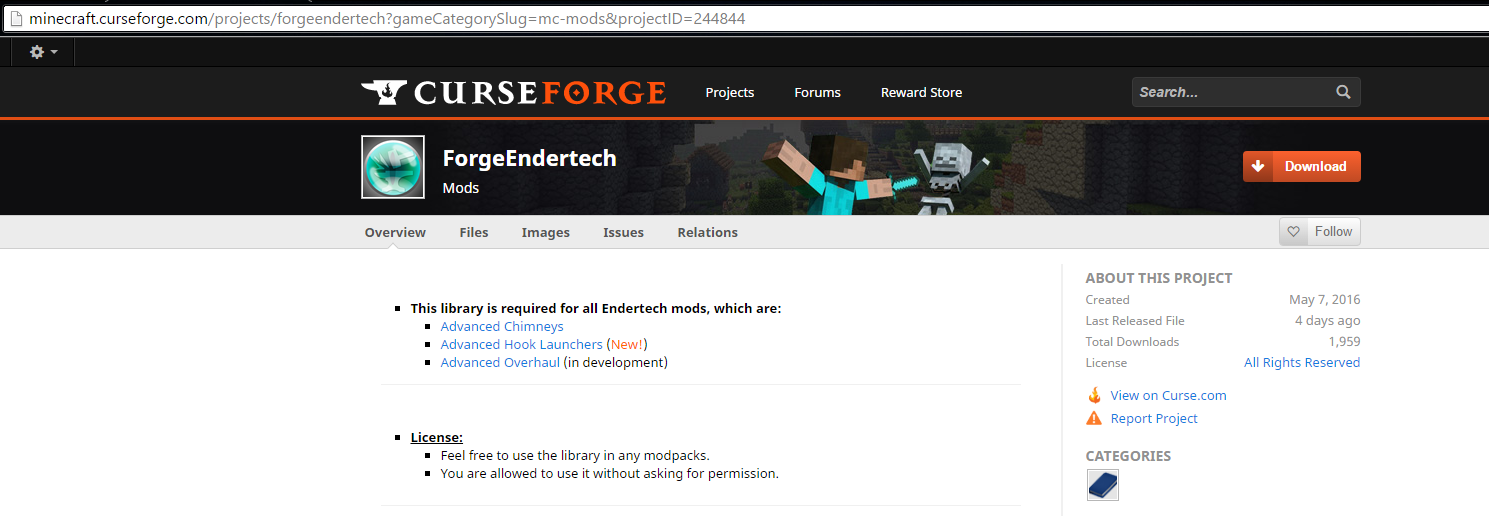 minecraft.curseforge.com/projects/forgeendertech?gameCategorySlug=mc-mods&projectID=244844
CURSEFORGE
Projects
Forums
Reward Store
Search...
ForgeEndertech
Mods
Download
Overview
Files
Images
Issues
Relations
Follow
This library is required for all Endertech mods, which are:
Advanced Chimneys
Advanced Hook Launchers (New!)
Advanced Overhaul (in development)
License:
Feel free to use the library in any modpacks.
You are allowed to use it without asking for permission.
ABOUT THIS PROJECT
Created May 7, 2016
Last Released File 4 days ago
Total Downloads 1,959
License All Rights Reserved
View on Curse.com
Report Project
CATEGORIES